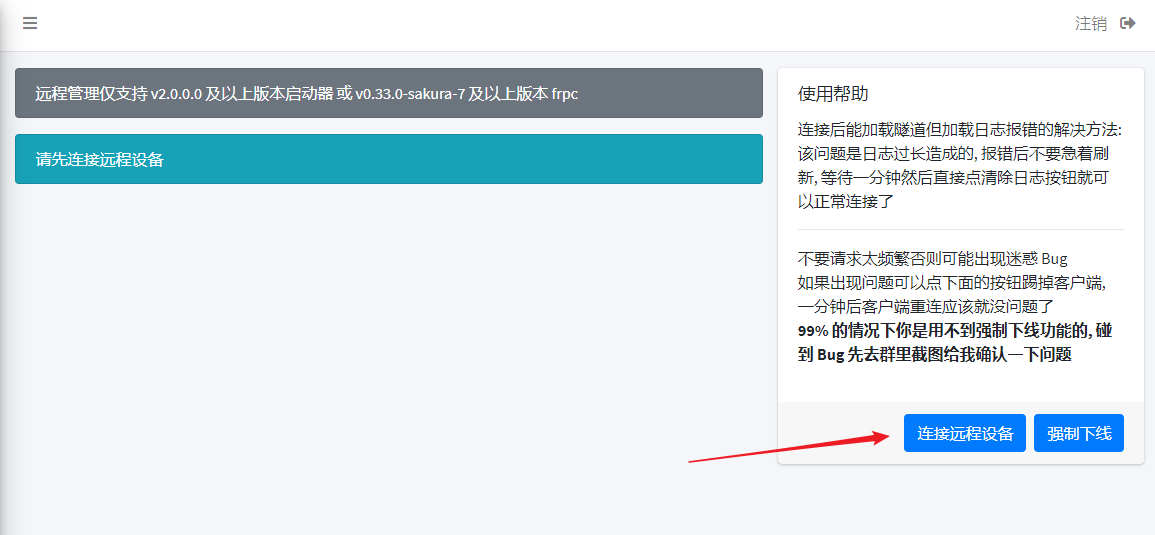 注销
远程管理仅支持 v2.0.0.0 及以上版本启动器 或 v0.33.0-sakura-7 及以上版本 frpc
请先连接远程设备
使用帮助
连接后能加载隧道但加载日志报错的解决方法:
该问题是日志过长造成的, 报错后不要急着刷
新, 等待一分钟然后直接点清除日志按钮就可
以正常连接了
不要请求太频繁否则可能出现迷惑 Bug
如果出现问题可以点下面的按钮踢掉客户端,
一分钟后客户端重连应该就没问题了
99% 的情况下你是用不到强制下线功能的, 碰
到 Bug 先去群里截图给我确认一下问题
连接远程设备
强制下线